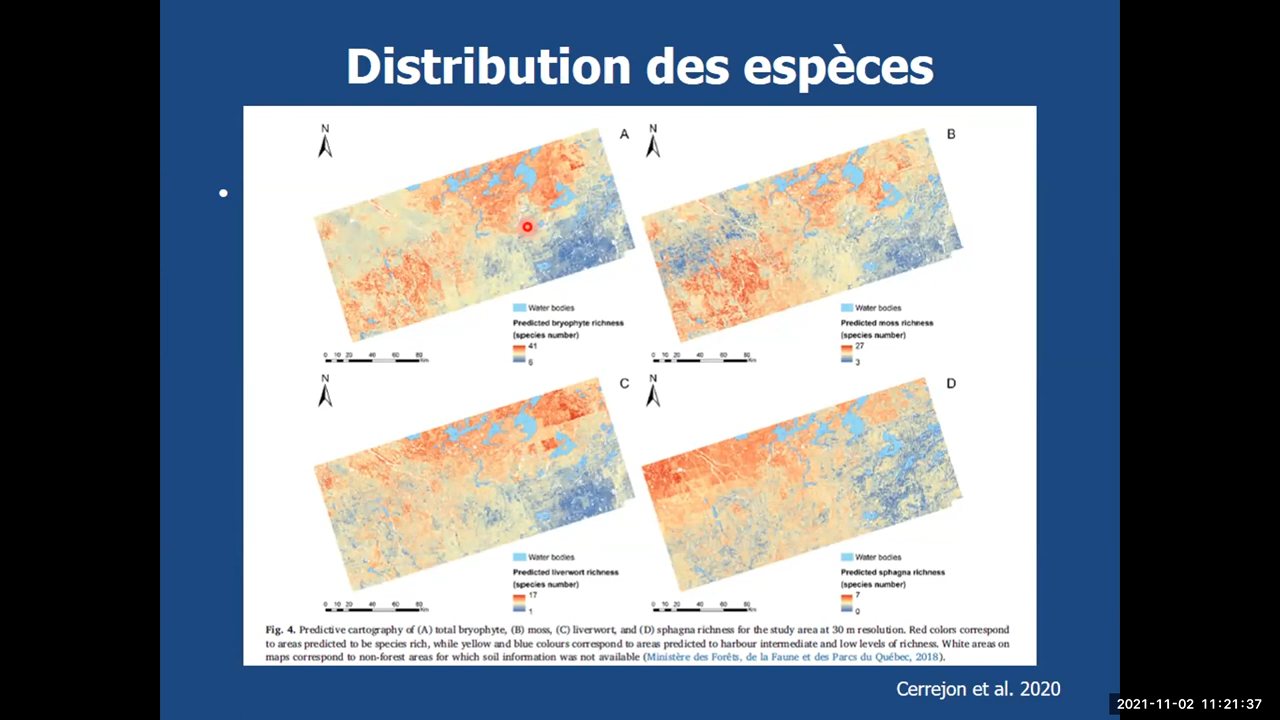 Distribution des espèces
N
A
Water bodies
Predicted bryophyte richness
(species number)
41
6
0 10 20 40 60 80
Km
N
B
Water bodies
Predicted moss richness
(species number)
27
3
0 10 20 40 60 80
Km
N
C
Water bodies
Predicted liverwort richness
(species number)
17
1
0 10 20 40 60 80
Km
N
D
Water bodies
Predicted sphagna richness
(species number)
7
0
0 10 20 40 60 80
Km
Fig. 4. Predictive cartography of (A) total bryophyte, (B) moss, (C) liverwort, and (D) sphagna richness for the study area at 30 m resolution. Red colors correspond
to areas predicted to be species rich, while yellow and blue colours correspond to areas predicted to harbour intermediate and low levels of richness. White areas on
maps correspond to non-forest areas for which soil information was not available (Ministère des Forêts, de la Faune et des Parcs du Québec, 2018).
Cerrejon et al. 2020
2021-11-02 11:21:37